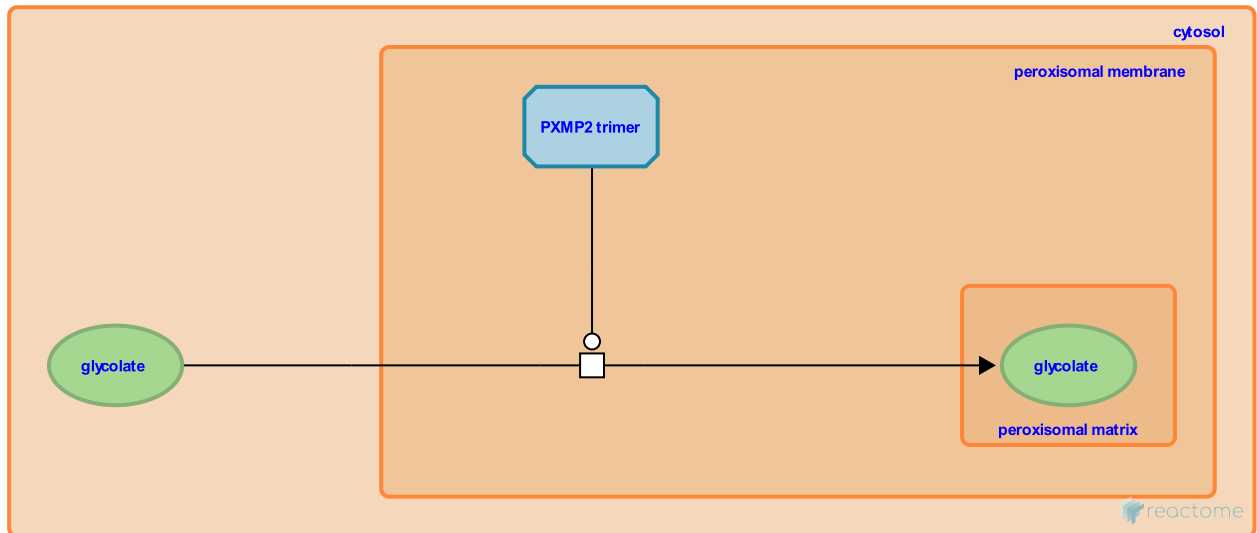 cytosol
peroxisomal membrane
PXMP2 trimer
glycolate
glycolate
peroxisomal matrix
reactome